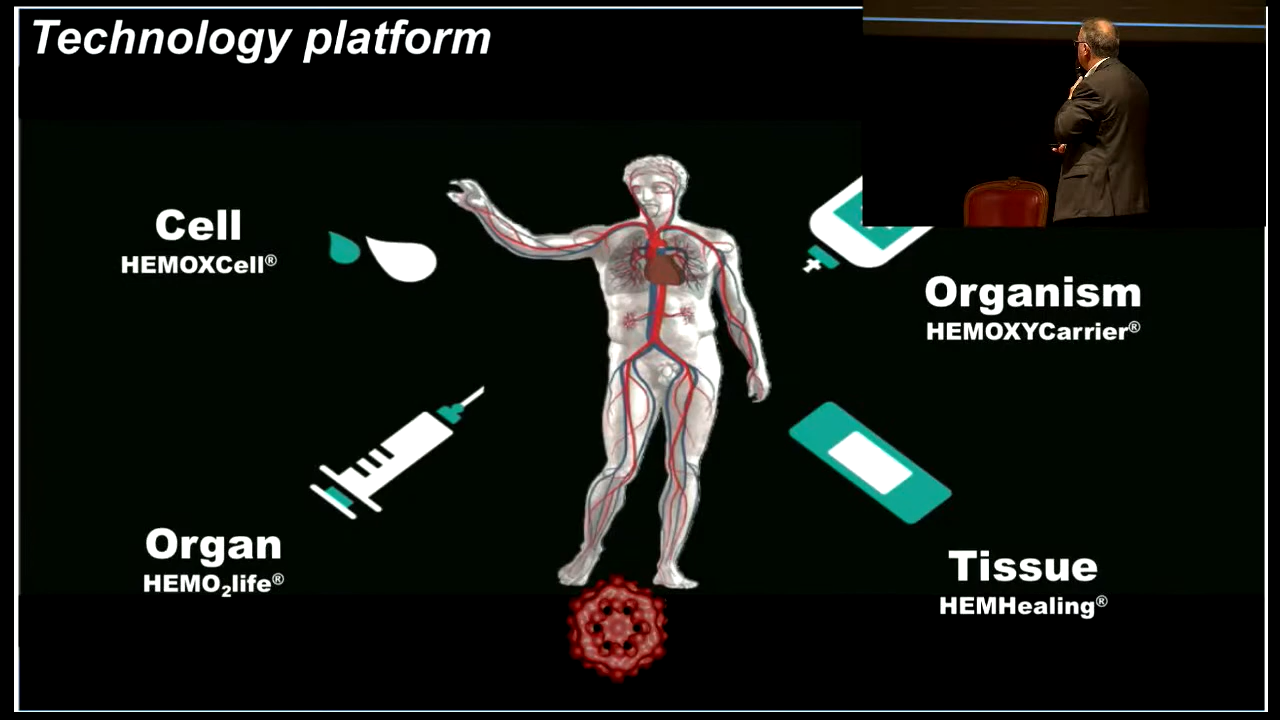 Technology platform
Cell
HEMOXCell®
Organism
HEMOXYCarrier®
Organ
HEMO₂life®
Tissue
HEMHealing®